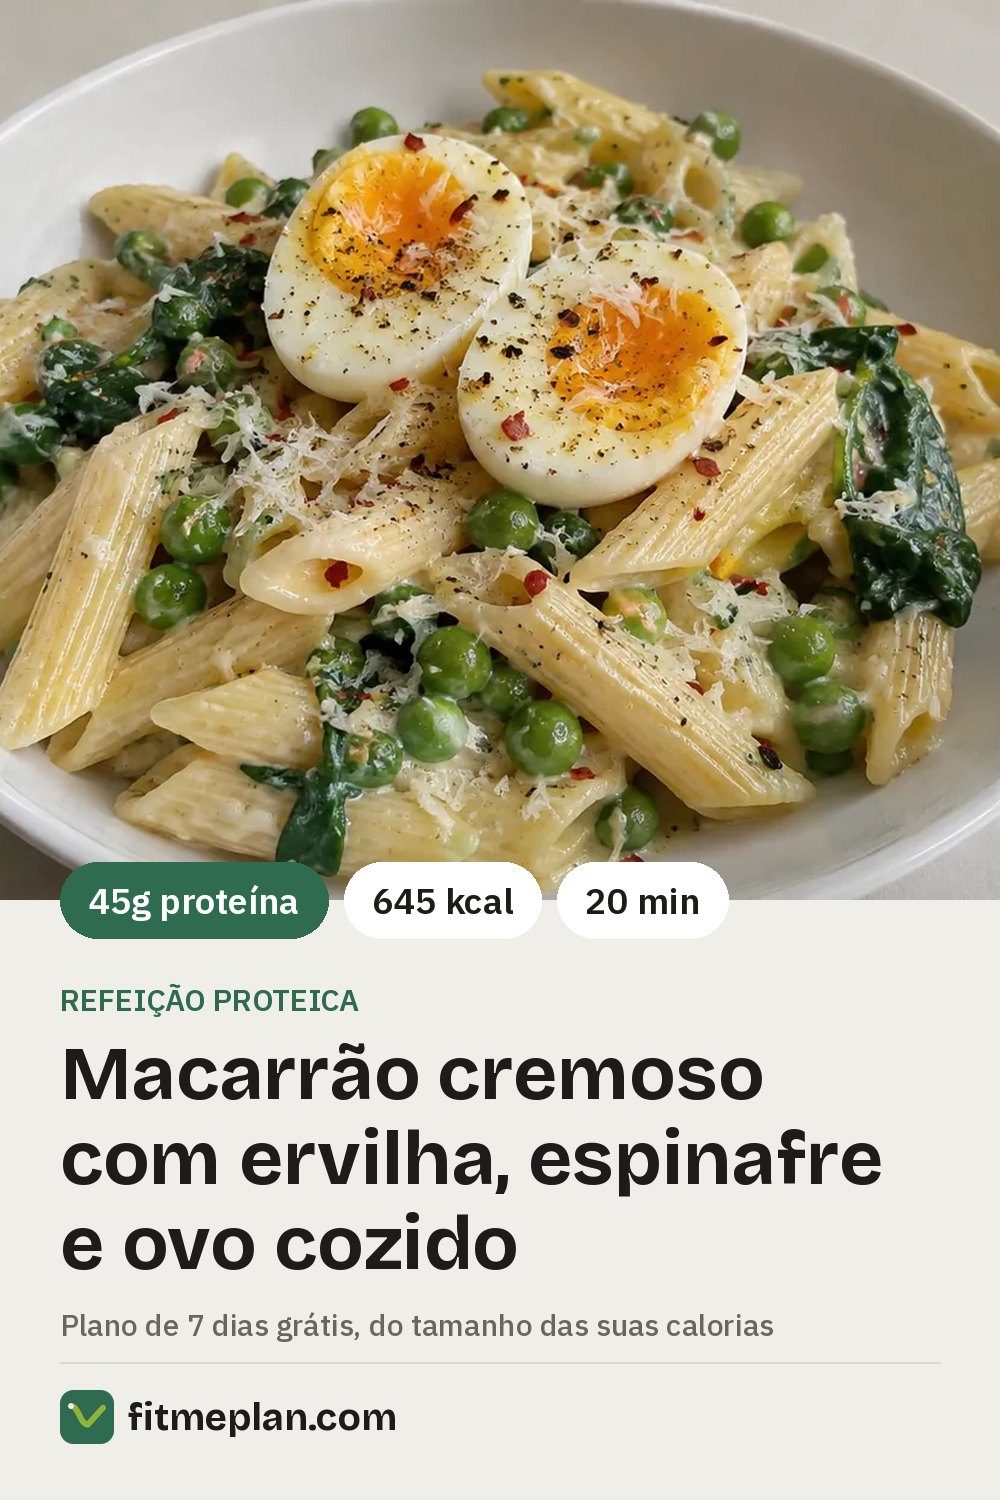 45g proteína
645 kcal
20 min
REFEIÇÃO PROTEICA
Macarrão cremoso
com ervilha, espinafre
e ovo cozido
Plano de 7 dias grátis, do tamanho das suas calorias
fitmeplan.com